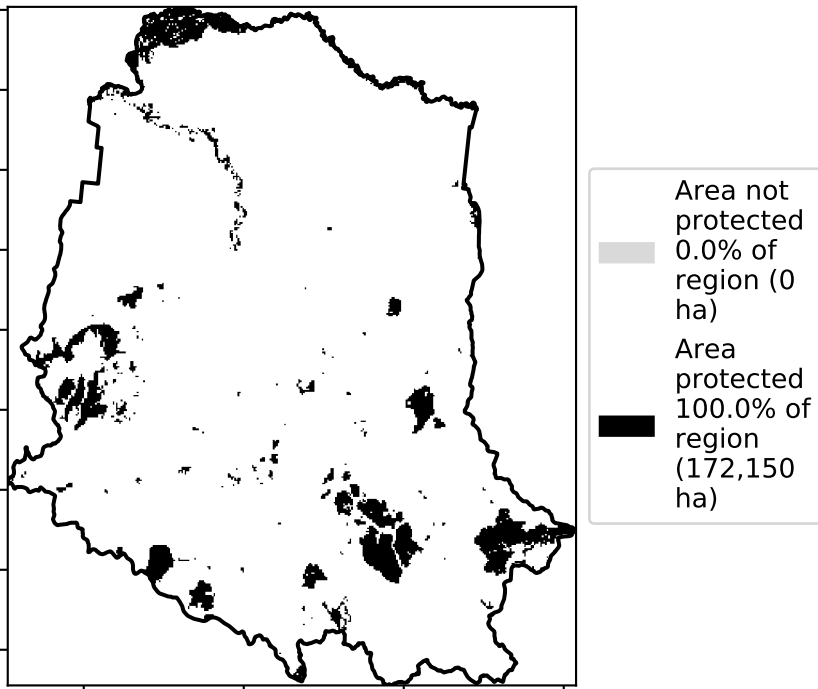 Area not
protected
0.0% of
region (0
ha)
Area
protected
100.0% of
region
(172,150
ha)